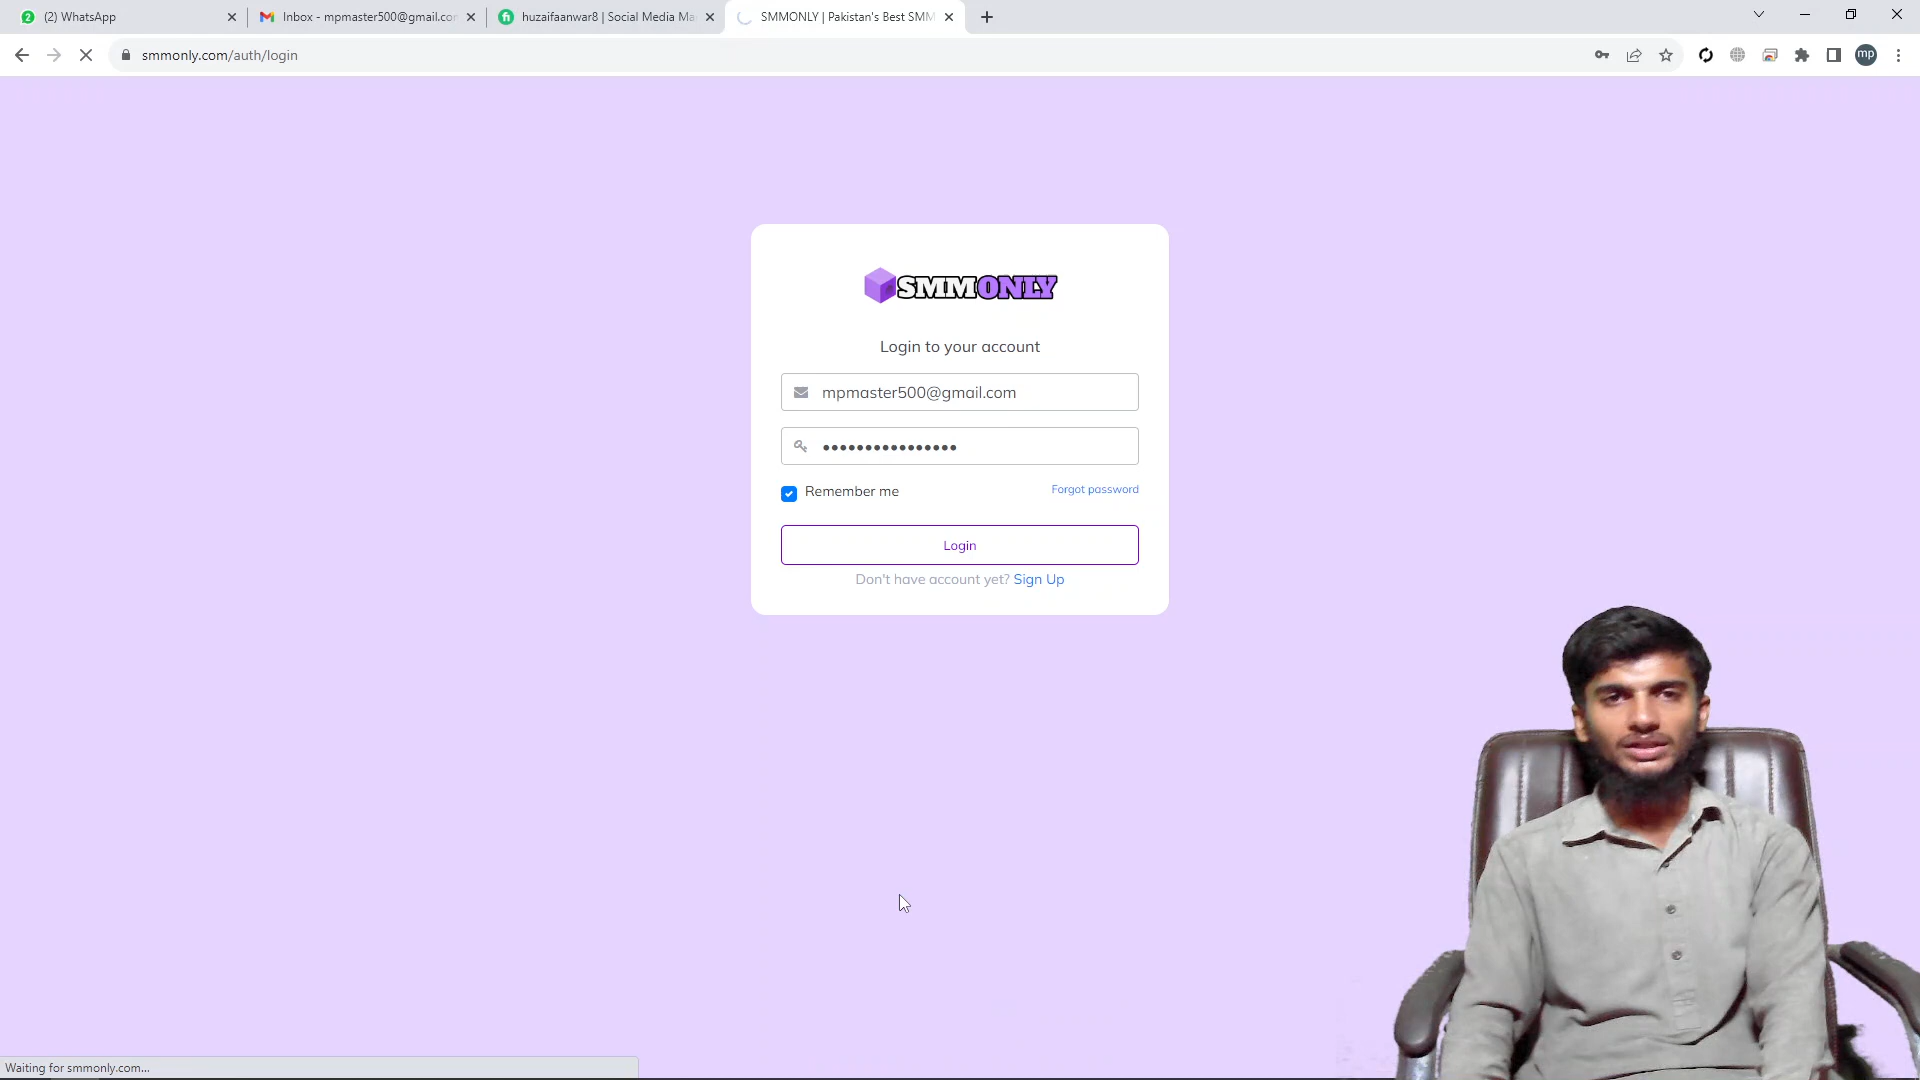 (2) WhatsApp
Inbox - mpmaster500@gmail.com
huzaifaanwar8 | Social Media Ma
SMMONLY | Pakistan's Best SMM
smmonly.com/auth/login
mp
SMMONLY
Login to your account
mpmaster500@gmail.com
••••••••••••••••
Remember me
Forgot password
Login
Don't have account yet? Sign Up
Waiting for smmonly.com...